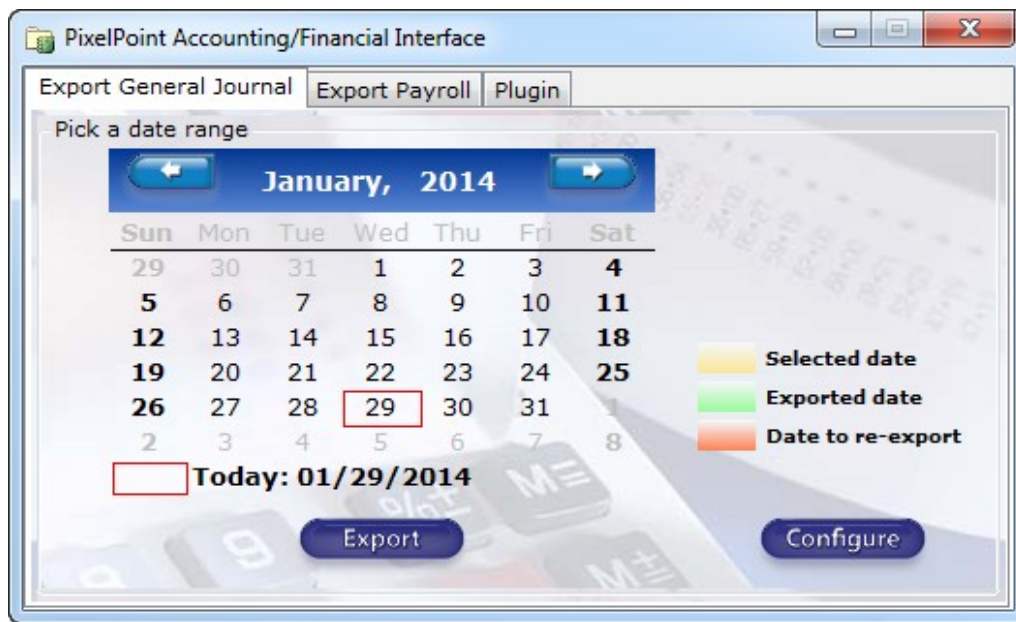 PixelPoint Accounting/Financial Interface
Export General Journal Export Payroll Plugin
Pick a date range
January, 2014
Sun Mon Tue Wed Thu Fri Sat
29 30 31 1 2 3 4
5 6 7 8 9 10 11
12 13 14 15 16 17 18
19 20 21 22 23 24 25
26 27 28 29 30 31 1
2 3 4 5 6 7 8
Today: 01/29/2014
Selected date
Exported date
Date to re-export
Export
Configure